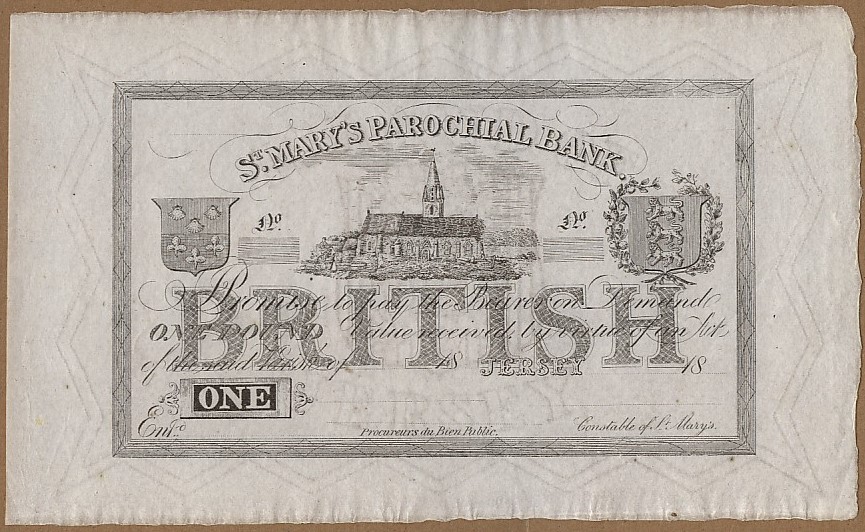 ST. MARY'S PAROCHIAL BANK.
No. No.
BRITISH
I Promise to pay the Bearer on Demand
ONE POUND Value received by virtue of an Act
of the said Parish of 18 JERSEY 18
ONE
Entd.
Procureurs du Bien Public.
Constable of St. Mary's.